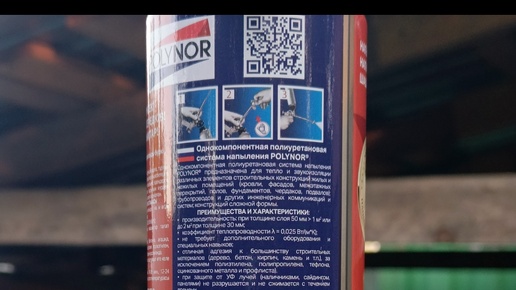 POLYNOR
1
2
3
Однокомпонентная полиуретановая
система напыления POLYNOR®
Однокомпонентная полиуретановая система напыления
POLYNOR® предназначена для тепло и звукоизоляции
различных элементов строительных конструкций жилых и
нежилых помещений (кровли, фасадов, межэтажных
перекрытий, полов, фундаментов, чердаков, подвалов)
трубопроводов и других инженерных коммуникаций и
систем конструкций сложной формы.
ПРЕИМУЩЕСТВА И ХАРАКТЕРИСТИКИ:
• производительность: при толщине слоя 50 мм > 1 м² или
до 2 м² при толщине 30 мм;
• коэффициент теплопроводности λ = 0,025 Вт/м*К;
• не требует дополнительного оборудования и
специальных навыков;
• отличная адгезия к большинству строительных
материалов (дерево, бетон, кирпич, камень и т.п.) за
исключением полиэтилена, полипропилена, тефлона,
оцинкованного металла и профлиста).
• при защите от УФ лучей (наличниками, сайдингом,
панелями) не разрушается и не сжимается с течением